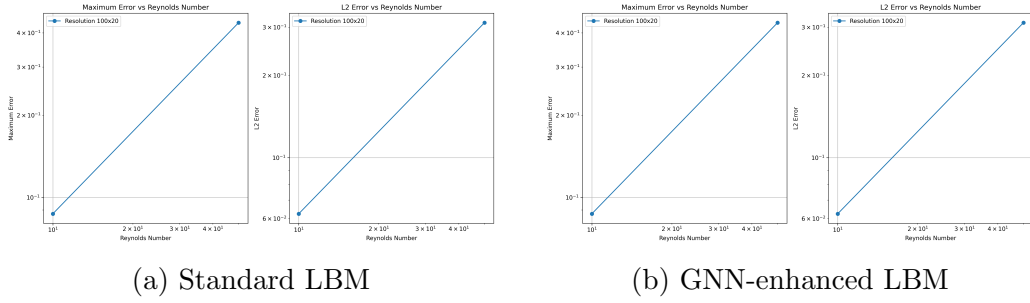 Maximum Error vs Reynolds Number
Resolution 100x20
4 × 10⁻¹
3 × 10⁻¹
2 × 10⁻¹
10⁻¹
Maximum Error
10¹
2 × 10¹
3 × 10¹
4 × 10¹
Reynolds Number
L2 Error vs Reynolds Number
Resolution 100x20
3 × 10⁻¹
2 × 10⁻¹
10⁻¹
6 × 10⁻²
L2 Error
10¹
2 × 10¹
3 × 10¹
4 × 10¹
Reynolds Number
(a) Standard LBM
Maximum Error vs Reynolds Number
Resolution 100x20
4 × 10⁻¹
3 × 10⁻¹
2 × 10⁻¹
10⁻¹
Maximum Error
10¹
2 × 10¹
3 × 10¹
4 × 10¹
Reynolds Number
L2 Error vs Reynolds Number
Resolution 100x20
3 × 10⁻¹
2 × 10⁻¹
10⁻¹
6 × 10⁻²
L2 Error
10¹
2 × 10¹
3 × 10¹
4 × 10¹
Reynolds Number
(b) GNN-enhanced LBM